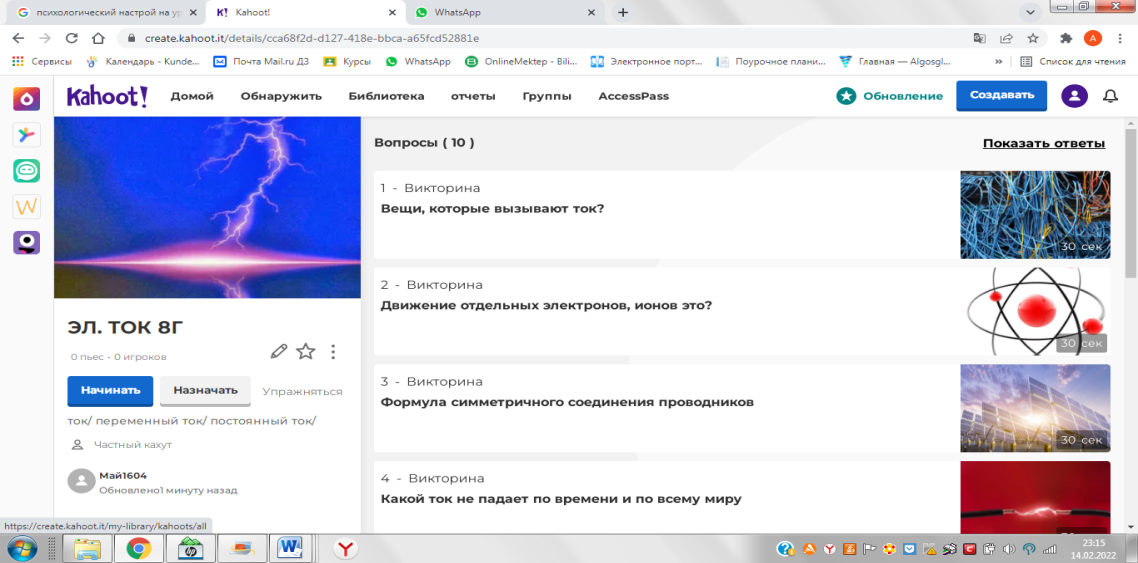 психологический настрой на ур
Kahoot!
WhatsApp
create.kahoot.it/details/cca68f2d-d127-418e-bbca-a65fcd52881e
Сервисы
Календарь - Kunde...
Почта Mail.ru ДЗ
Курсы
WhatsApp
OnlineMektep - Bili...
Электронное порт...
Поурочное плани...
Главная — Algosgl...
»
Список для чтения
Kahoot!
Домой
Обнаружить
Библиотека
отчеты
Группы
AccessPass
Обновление
Создавать
Вопросы ( 10 )
Показать ответы
1 - Викторина
Вещи, которые вызывают ток?
30 сек
2 - Викторина
Движение отдельных электронов, ионов это?
30 сек
3 - Викторина
Формула симметричного соединения проводников
30 сек
4 - Викторина
Какой ток не падает по времени и по всему миру
ЭЛ. ТОК 8Г
0 пьес · 0 игроков
Начинать
Назначать
Упражняться
ток/ переменный ток/ постоянный ток/
Частный кахут
Май1604
Обновлено1 минуту назад
https://create.kahoot.it/my-library/kahoots/all
23:15
14.02.2022